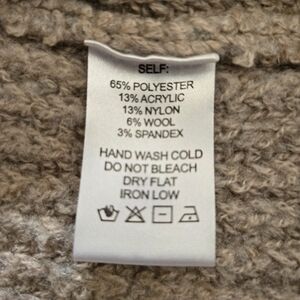 SELF:
65% POLYESTER
13% ACRYLIC
13% NYLON
6% WOOL
3% SPANDEX
HAND WASH COLD
DO NOT BLEACH
DRY FLAT
IRON LOW